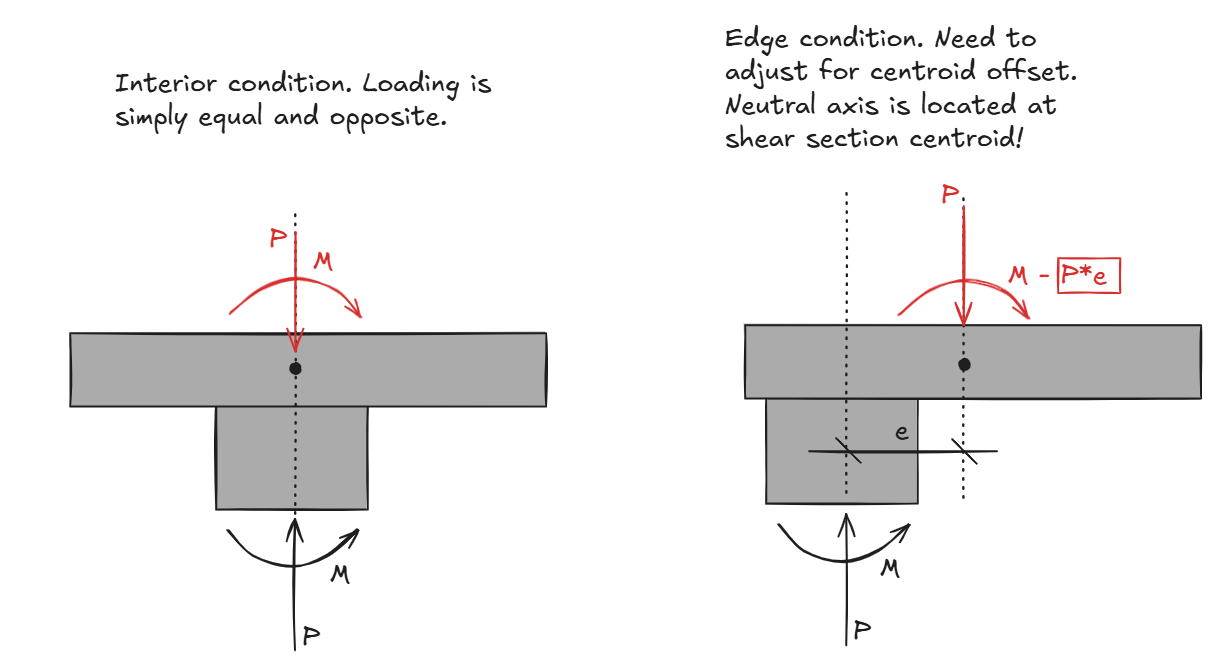 Interior condition. Loading is
simply equal and opposite.
Edge condition. Need to
adjust for centroid offset.
Neutral axis is located at
shear section centroid!
P
M
M
P
P
M - P*e
e
M
P